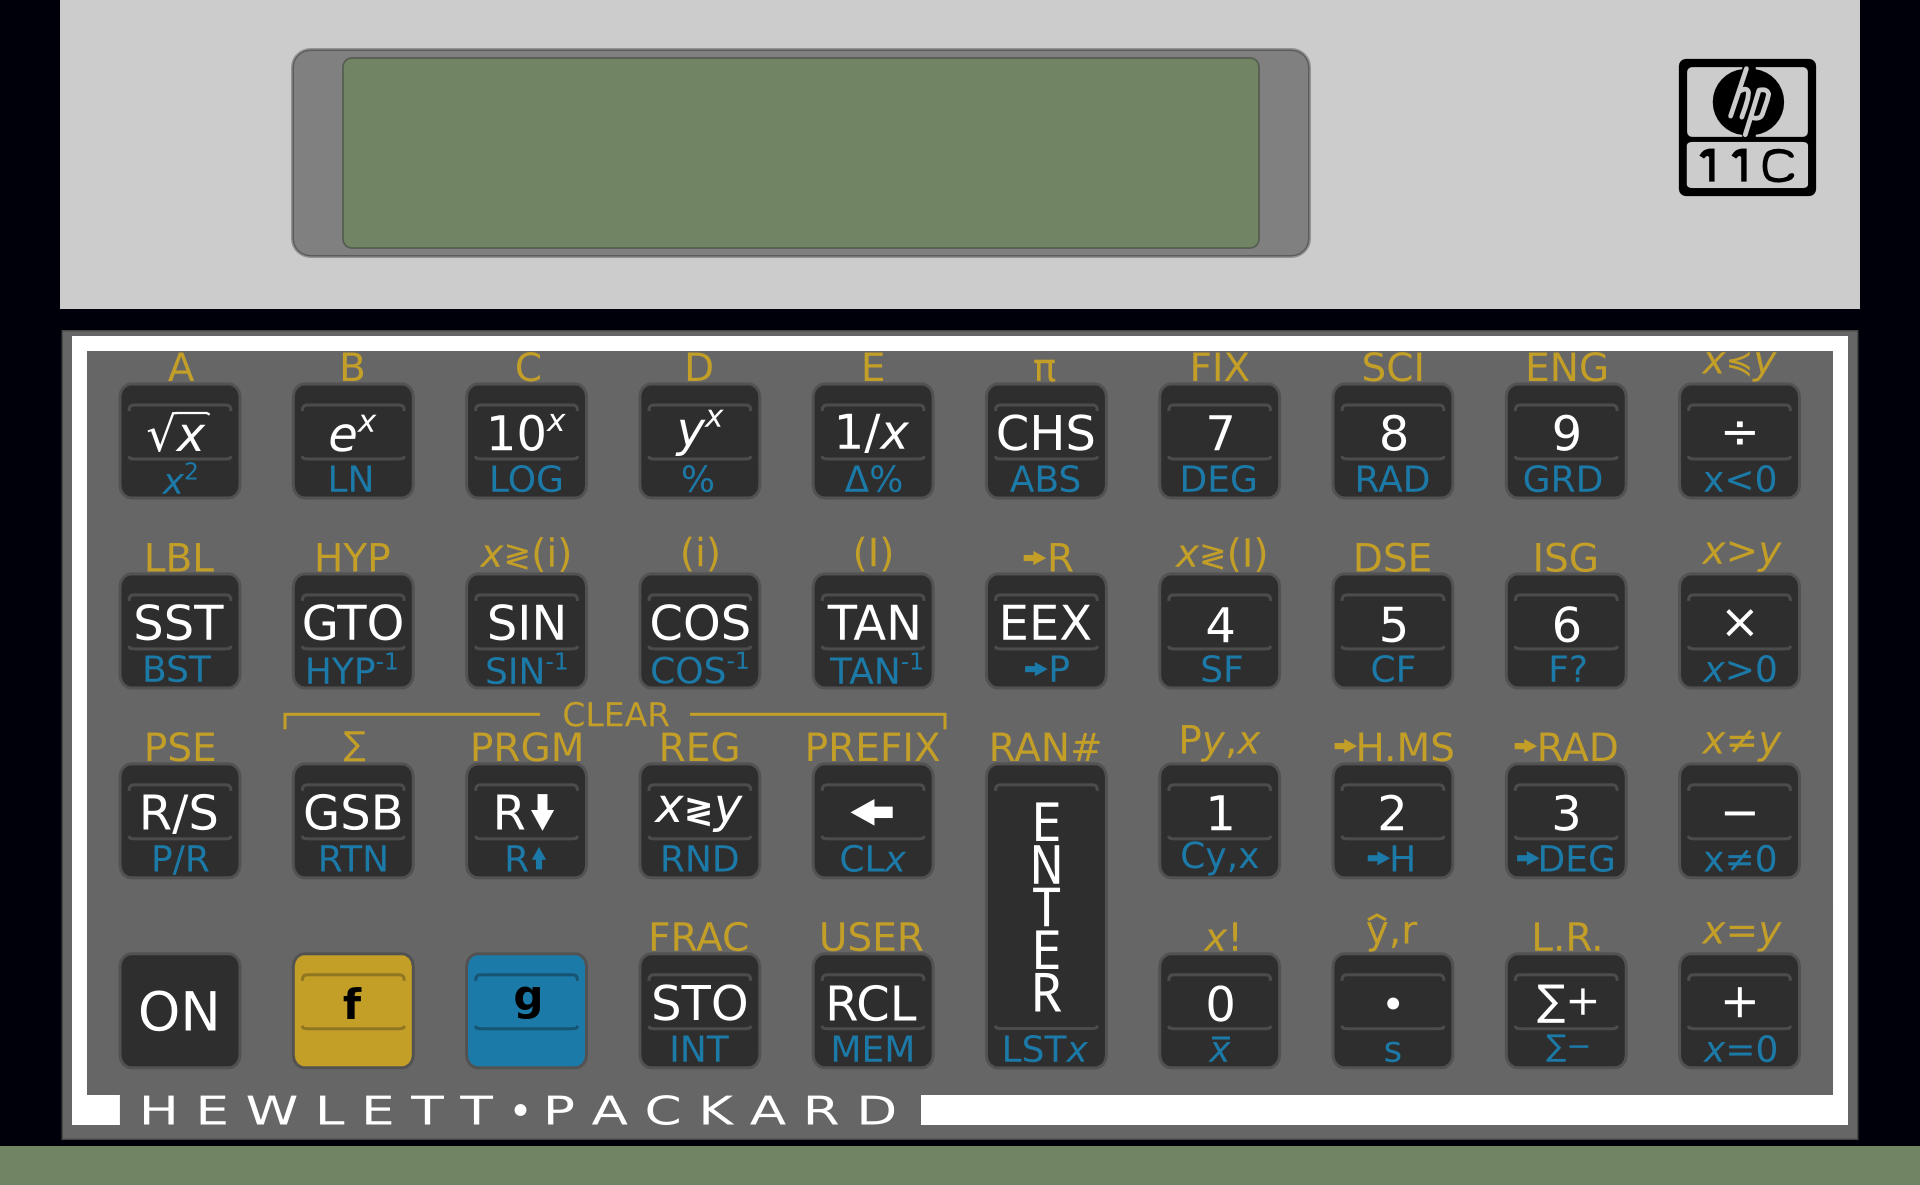 hp
11C
A B C D E π FIX SCI ENG x⩽y
√x eˣ 10ˣ yˣ 1/x CHS 7 8 9 ÷
x² LN LOG % Δ% ABS DEG RAD GRD x<0
LBL HYP x≷(i) (i) (I) ➡R x≷(I) DSE ISG x>y
SST GTO SIN COS TAN EEX 4 5 6 ×
BST HYP⁻¹ SIN⁻¹ COS⁻¹ TAN⁻¹ ➡P SF CF F? x>0
CLEAR
PSE Σ PRGM REG PREFIX RAN# Py,x ➡H.MS ➡RAD x≠y
R/S GSB R⬇ x≷y ⬅ ENTER 1 2 3 −
P/R RTN R⬆ RND CLx Cy,x ➡H ➡DEG x≠0
FRAC USER x! ŷ,r L.R. x=y
ON f g STO RCL 0 • Σ+ +
INT MEM LSTx x̅ s Σ− x=0
HEWLETT•PACKARD